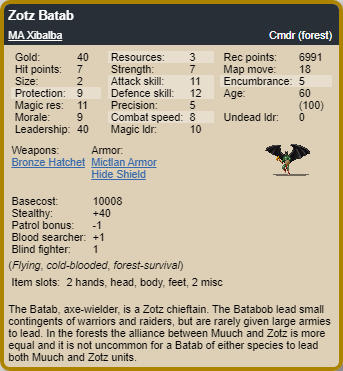 Zotz Batab
MA Xibalba Cmdr (forest)
Gold: 40 Resources: 3 Rec points: 6991
Hit points: 7 Strength: 7 Map move: 18
Size: 2 Attack skill: 11 Encumbrance: 5
Protection: 9 Defence skill: 12 Age: 60
Magic res: 11 Precision: 5 (100)
Morale: 9 Combat speed: 8 Undead ldr: 0
Leadership: 40 Magic ldr: 10
Weapons: Armor:
Bronze Hatchet Mictlan Armor
Hide Shield
Basecost: 10008
Stealthy: +40
Patrol bonus: -1
Blood searcher: +1
Blind fighter: 1
(Flying, cold-blooded, forest-survival)
Item slots: 2 hands, head, body, feet, 2 misc
The Batab, axe-wielder, is a Zotz chieftain. The Batabob lead small
contingents of warriors and raiders, but are rarely given large armies
to lead. In the forests the alliance between Muuch and Zotz is more
equal and it is not uncommon for a Batab of either species to lead
both Muuch and Zotz units.